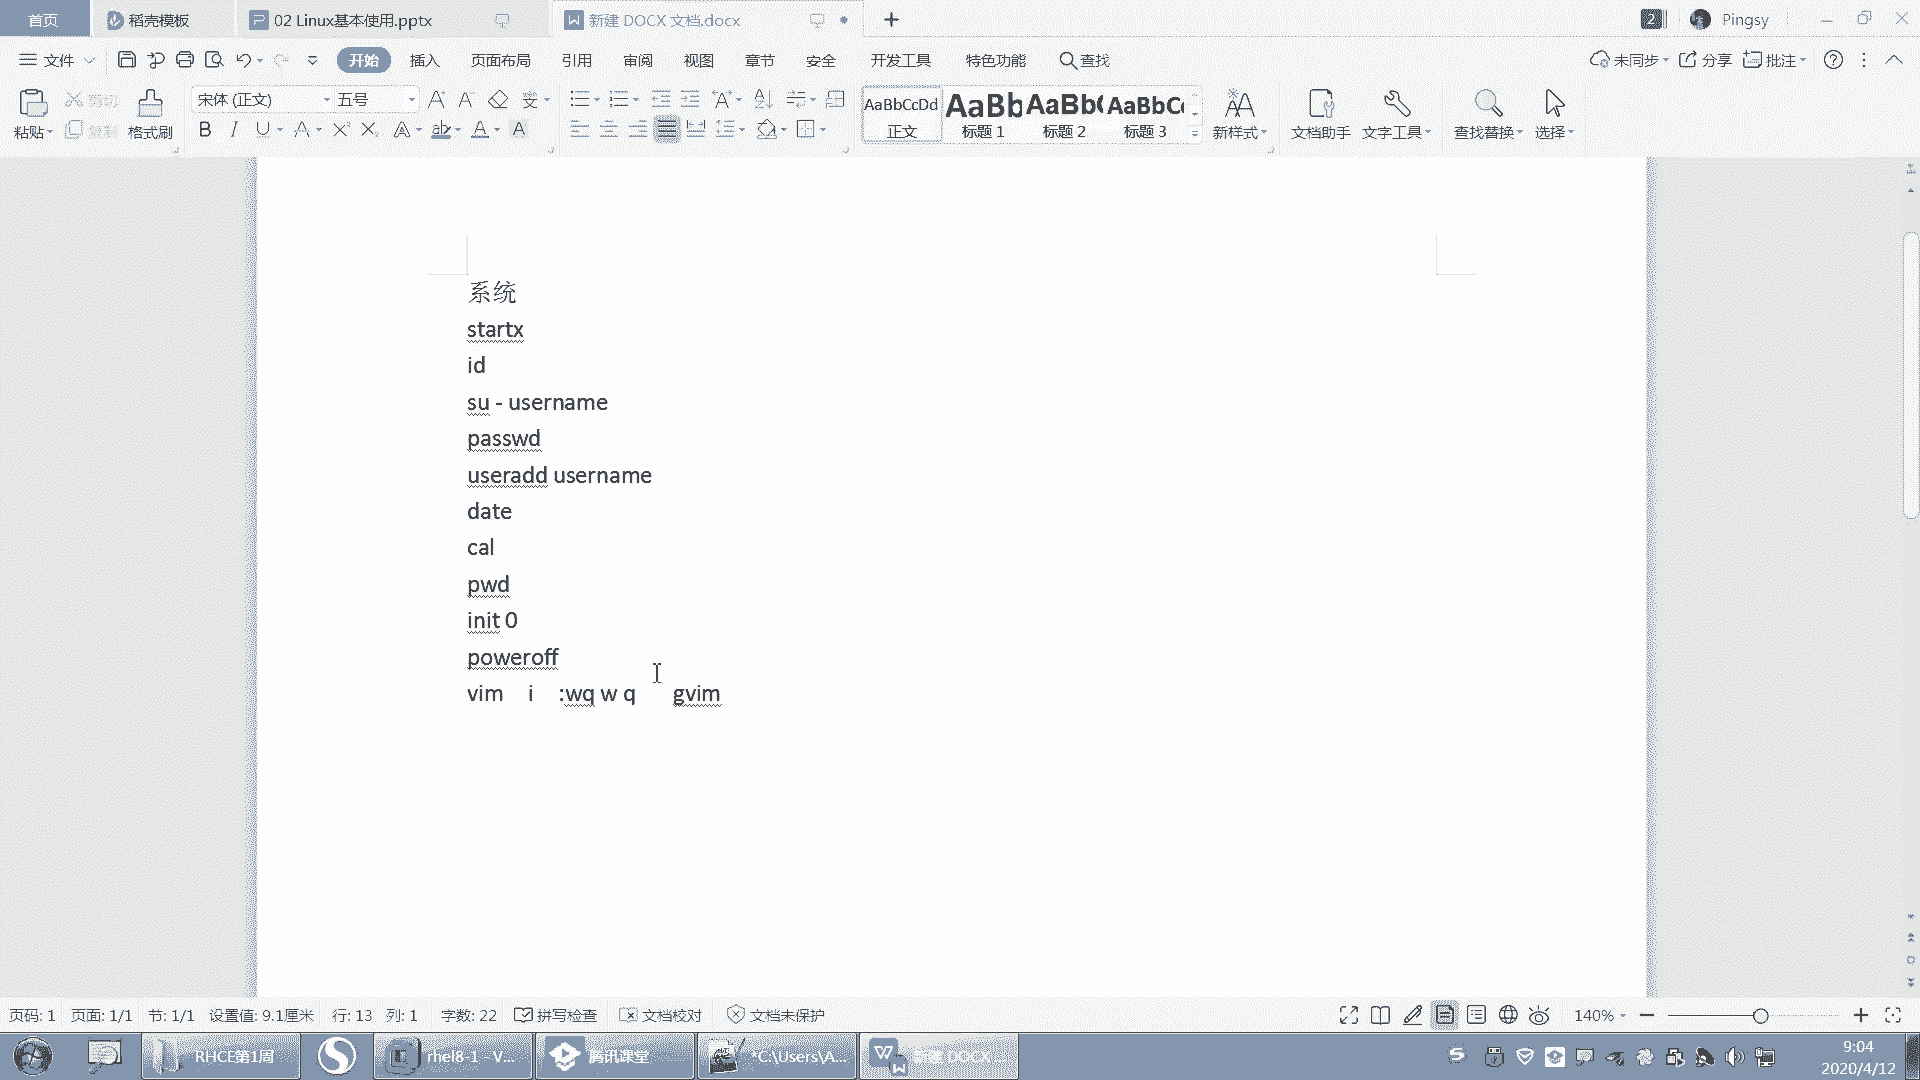 首页 稻壳模板 02 Linux基本使用.pptx 新建 DOCX 文档.docx 2 Pingsy
文件 开始 插入 页面布局 引用 审阅 视图 章节 安全 开发工具 特色功能 查找 未同步 分享 批注
粘贴 剪切 复制 格式刷 宋体 (正文) 五号 AaBbCcDd 正文 AaBb 标题 1 AaBb( 标题 2 AaBbC 标题 3 新样式 文档助手 文字工具 查找替换 选择
系统
startx
id
su - username
passwd
useradd username
date
cal
pwd
init 0
poweroff
vim i :wq w q gvim
页码: 1 页面: 1/1 节: 1/1 设置值: 9.1厘米 行: 13 列: 1 字数: 22 拼写检查 文档校对 文档未保护 140%
RHCE第1周 rhel8-1 - V... 腾讯课堂 *C:\Users\A... 新建 DOCX ... 9:04
2020/4/12